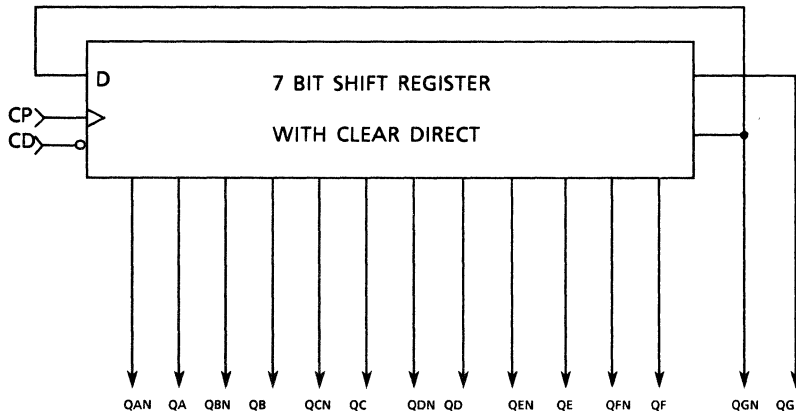 D
7 BIT SHIFT REGISTER
CP
WITH CLEAR DIRECT
CD
QAN QA QBN QB QCN QC QDN QD QEN QE QFN QF QGN QG